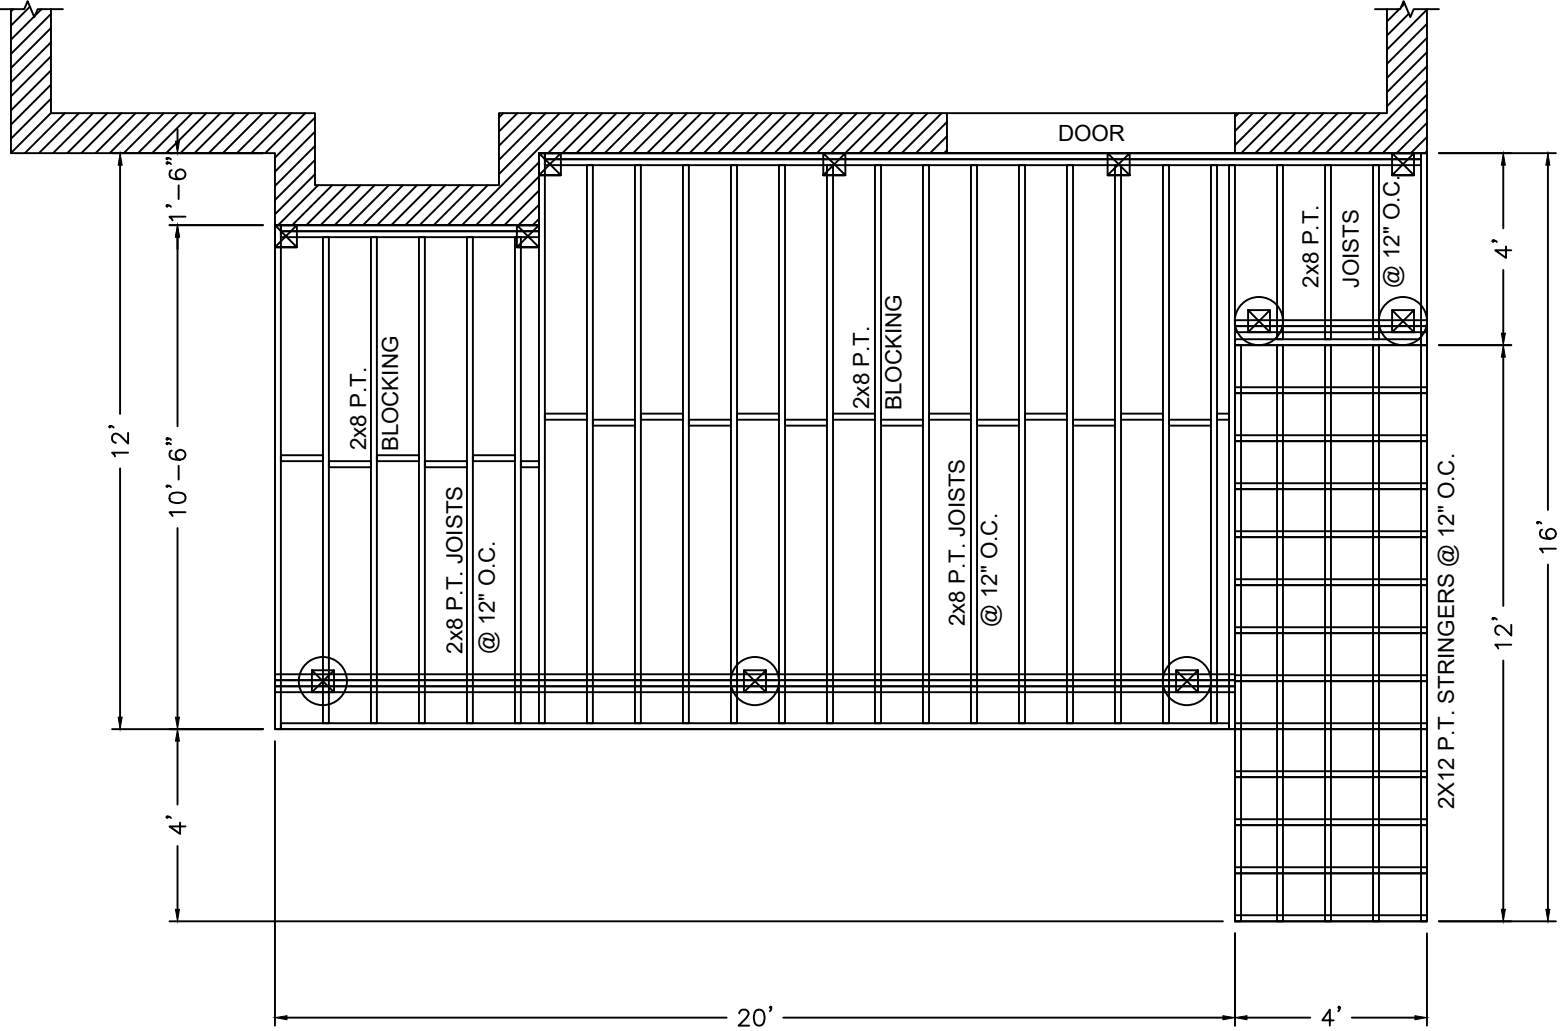 DOOR
1'-6"
2x8 P.T.
JOISTS
@ 12" O.C.
4'
2x8 P.T.
BLOCKING
2x8 P.T.
BLOCKING
12'
10'-6"
2x8 P.T. JOISTS
@ 12" O.C.
2x8 P.T. JOISTS
@ 12" O.C.
2X12 P.T. STRINGERS @ 12" O.C.
12'
16'
4'
20'
4'